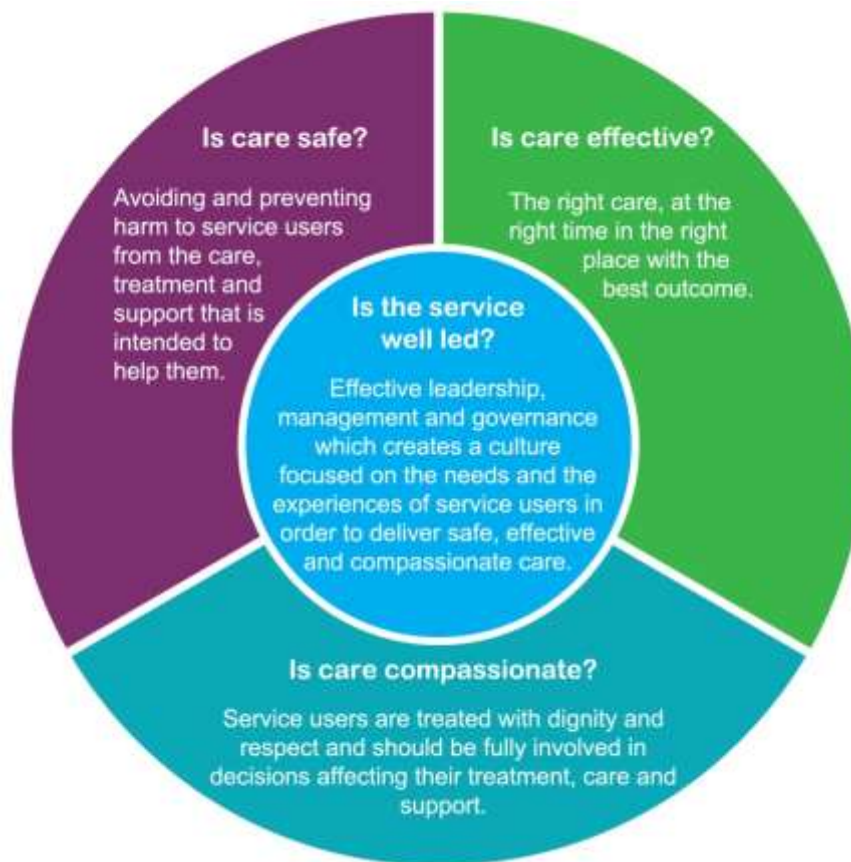 Is care safe?
Avoiding and preventing
harm to service users
from the care,
treatment and
support that is
intended to
help them.
Is care effective?
The right care, at the
right time in the right
place with the
best outcome.
Is the service
well led?
Effective leadership,
management and governance
which creates a culture
focused on the needs and the
experiences of service users in
order to deliver safe, effective
and compassionate care.
Is care compassionate?
Service users are treated with dignity and
respect and should be fully involved in
decisions affecting their treatment, care and
support.